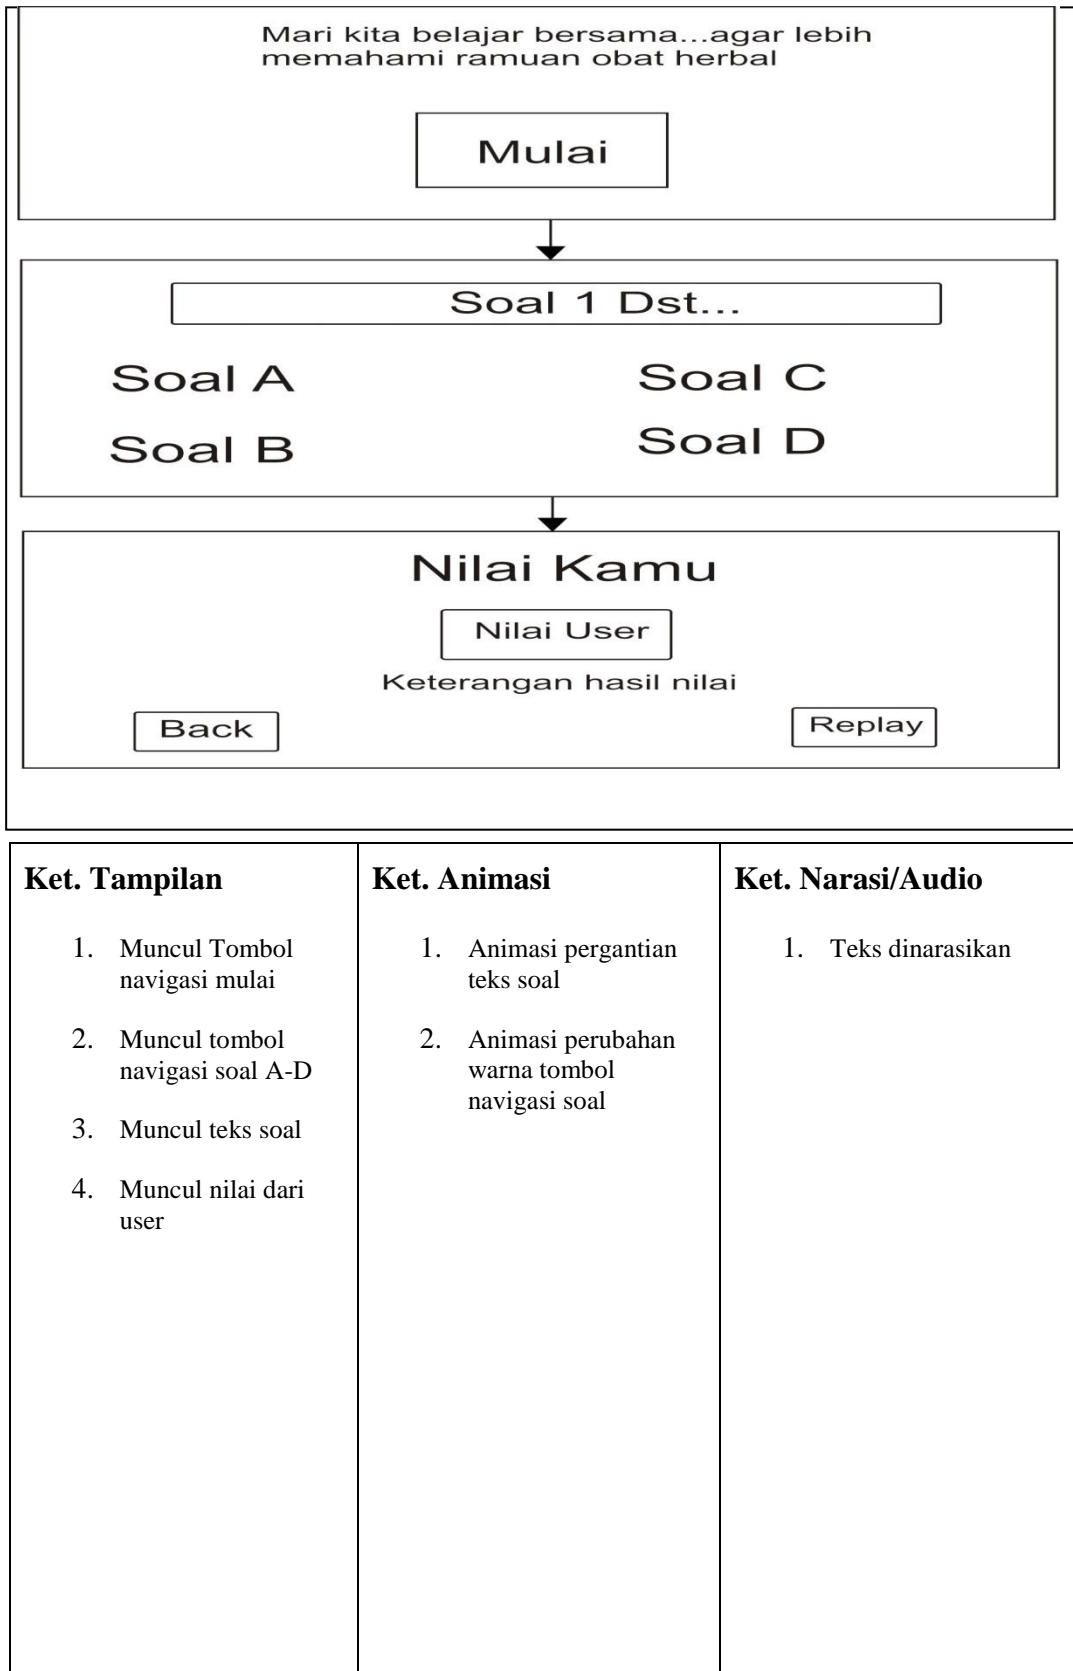 Mari kita belajar bersama...agar lebih
memahami ramuan obat herbal
Mulai
Soal 1 Dst...
Soal A
Soal C
Soal B
Soal D
Nilai Kamu
Nilai User
Keterangan hasil nilai
Back
Replay
Ket. Tampilan
1. Muncul Tombol
navigasi mulai
2. Muncul tombol
navigasi soal A-D
3. Muncul teks soal
4. Muncul nilai dari
user
Ket. Animasi
1. Animasi pergantian
teks soal
2. Animasi perubahan
warna tombol
navigasi soal
Ket. Narasi/Audio
1. Teks dinarasikan